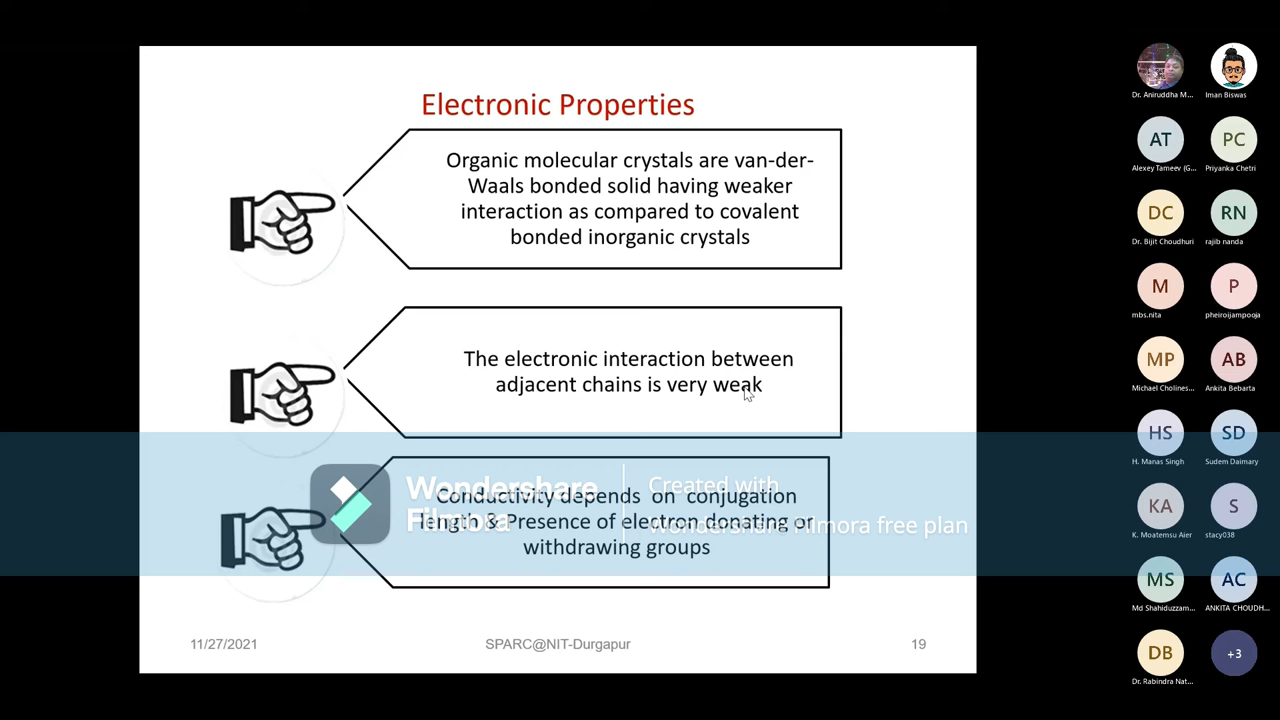 Electronic Properties
Organic molecular crystals are van-der-
Waals bonded solid having weaker
interaction as compared to covalent
bonded inorganic crystals
The electronic interaction between
adjacent chains is very weak
Conductivity depends on conjugation
length & Presence of electron donating or
withdrawing groups
Wondershare
Filmora
Created with
Wondershare Filmora free plan
11/27/2021
SPARC@NIT-Durgapur
19
Dr. Aniruddha M...
Iman Biswas
AT
PC
Alexey Tameev (G...
Priyanka Chetri
DC
RN
Dr. Bijit Choudhuri
rajib nanda
M
P
mbs.nita
pheiroijampooja
MP
AB
Michael Cholines...
Ankita Bebarta
HS
SD
H. Manas Singh
Sudem Daimary
KA
S
K. Moatemsu Aier
stacy038
MS
AC
Md Shahiduzzam...
ANKITA CHOUDH...
DB
+3
Dr. Rabindra Nat...